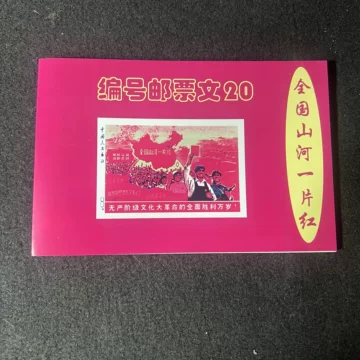 编号邮票文20
全国山河一片红
中国人民邮政
全国山河一片红
无产阶级文化大革命的全面胜利万岁!